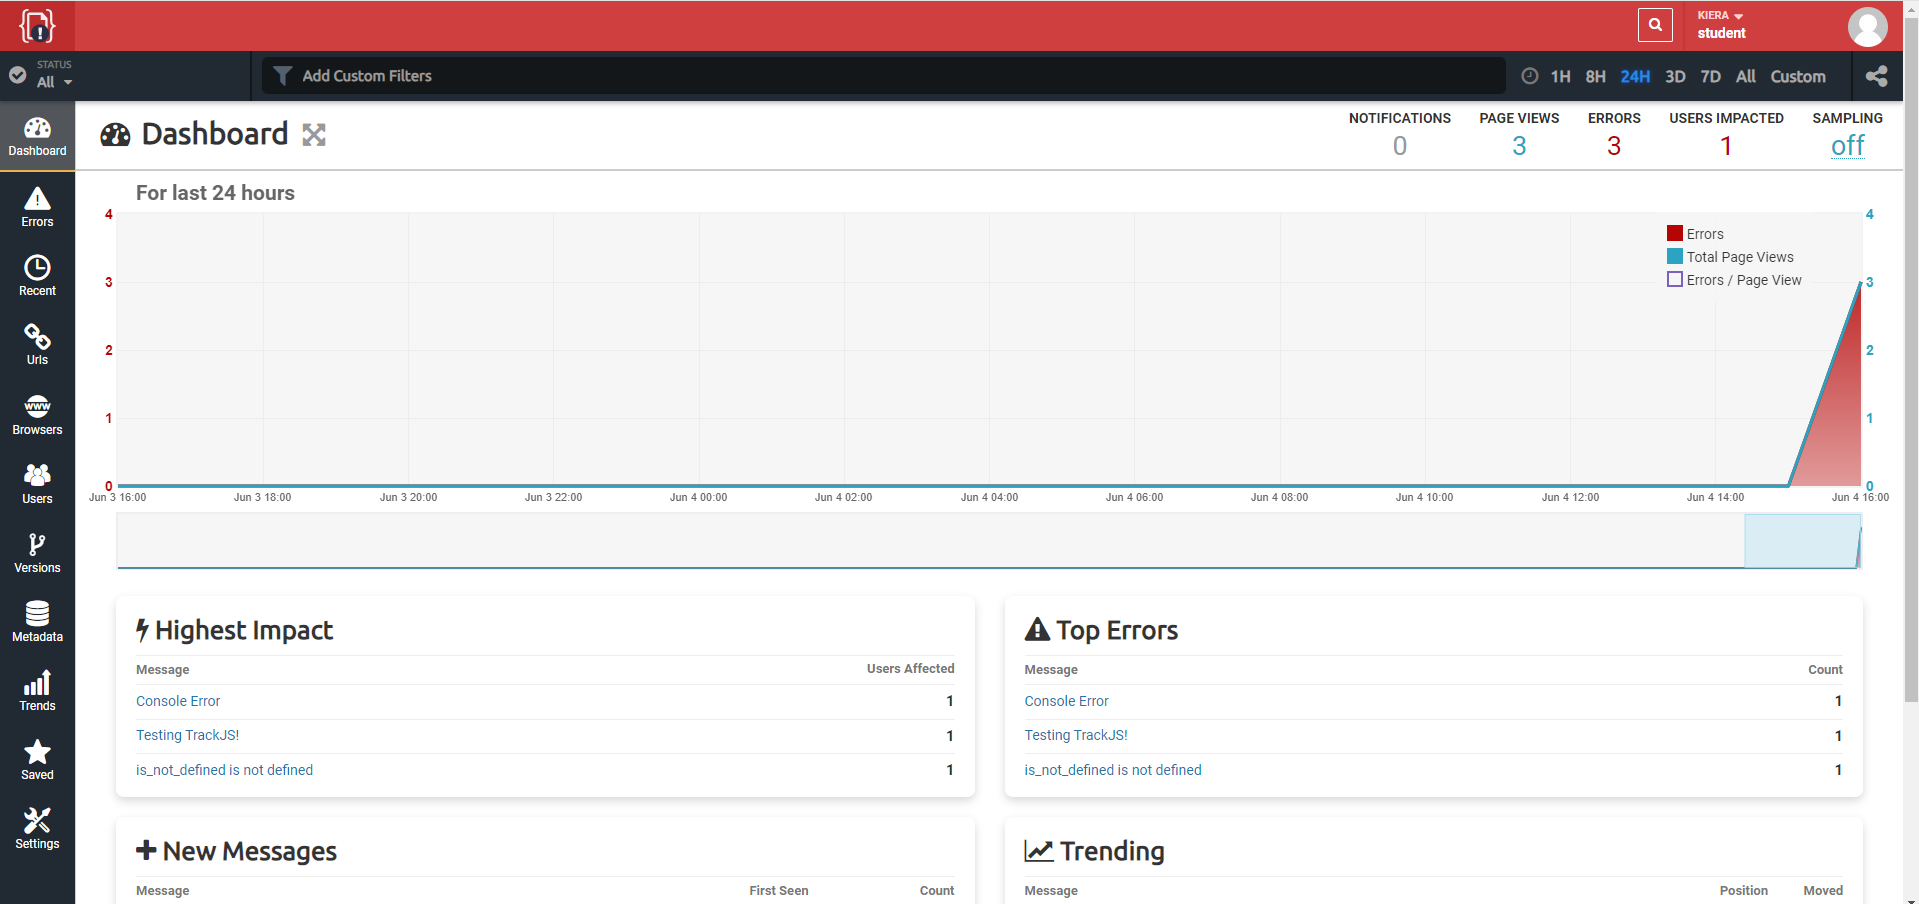 KIERA
student
STATUS
All
Add Custom Filters
1H 8H 24H 3D 7D All Custom
Dashboard
Errors
Recent
Urls
www
Browsers
Users
Versions
Metadata
Trends
Saved
Settings
Dashboard
NOTIFICATIONS PAGE VIEWS ERRORS USERS IMPACTED SAMPLING
0 3 3 1 off
For last 24 hours
4 4
3 3
2 2
1 1
0 0
Errors
Total Page Views
Errors / Page View
Jun 3 16:00 Jun 3 18:00 Jun 3 20:00 Jun 3 22:00 Jun 4 00:00 Jun 4 02:00 Jun 4 04:00 Jun 4 06:00 Jun 4 08:00 Jun 4 10:00 Jun 4 12:00 Jun 4 14:00 Jun 4 16:00
Highest Impact
Message Users Affected
Console Error 1
Testing TrackJS! 1
is_not_defined is not defined 1
Top Errors
Message Count
Console Error 1
Testing TrackJS! 1
is_not_defined is not defined 1
New Messages
Message First Seen Count
Trending
Message Position Moved